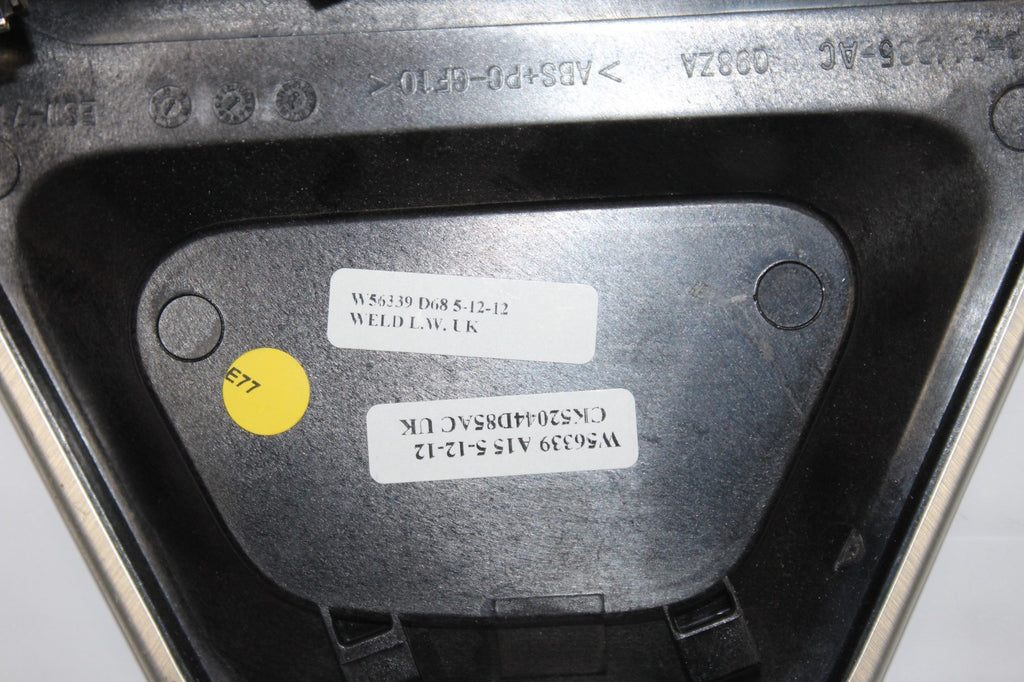 >ABS+PC-GF10<
W56339 D68 5-12-12
WELD L.W. UK
E77
W56339 A15 5-12-12
CK52044D85AC UK